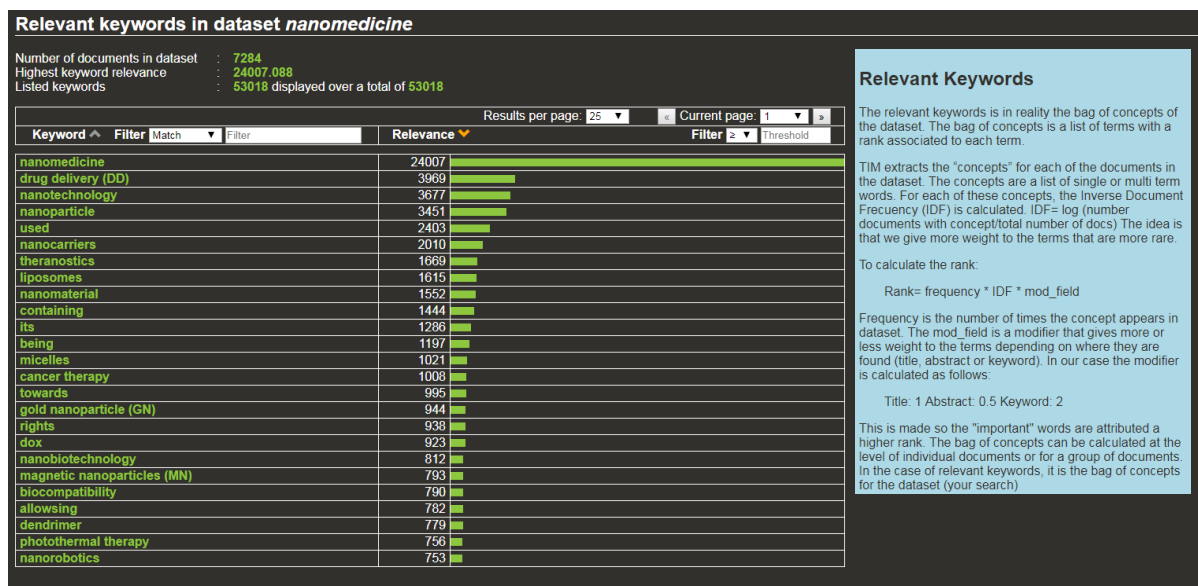 Relevant keywords in dataset nanomedicine
Number of documents in dataset : 7284
Highest keyword relevance : 24007.088
Listed keywords : 53018 displayed over a total of 53018
Results per page: 25 ▼ « Current page: 1 ▼ »
Keyword Filter Match ▼ Filter Relevance Filter ≥ ▼ Threshold
nanomedicine 24007
drug delivery (DD) 3969
nanotechnology 3677
nanoparticle 3451
used 2403
nanocarriers 2010
theranostics 1669
liposomes 1615
nanomaterial 1552
containing 1444
its 1286
being 1197
micelles 1021
cancer therapy 1008
towards 995
gold nanoparticle (GN) 944
rights 938
dox 923
nanobiotechnology 812
magnetic nanoparticles (MN) 793
biocompatibility 790
allowsing 782
dendrimer 779
photothermal therapy 756
nanorobotics 753
Relevant Keywords
The relevant keywords is in reality the bag of concepts of
the dataset. The bag of concepts is a list of terms with a
rank associated to each term.
TIM extracts the "concepts" for each of the documents in
the dataset. The concepts are a list of single or multi term
words. For each of these concepts, the Inverse Document
Frecuency (IDF) is calculated. IDF= log (number
documents with concept/total number of docs) The idea is
that we give more weight to the terms that are more rare.
To calculate the rank:
Rank= frequency * IDF * mod_field
Frequency is the number of times the concept appears in
dataset. The mod_field is a modifier that gives more or
less weight to the terms depending on where they are
found (title, abstract or keyword). In our case the modifier
is calculated as follows:
Title: 1 Abstract: 0.5 Keyword: 2
This is made so the "important" words are attributed a
higher rank. The bag of concepts can be calculated at the
level of individual documents or for a group of documents.
In the case of relevant keywords, it is the bag of concepts
for the dataset (your search)